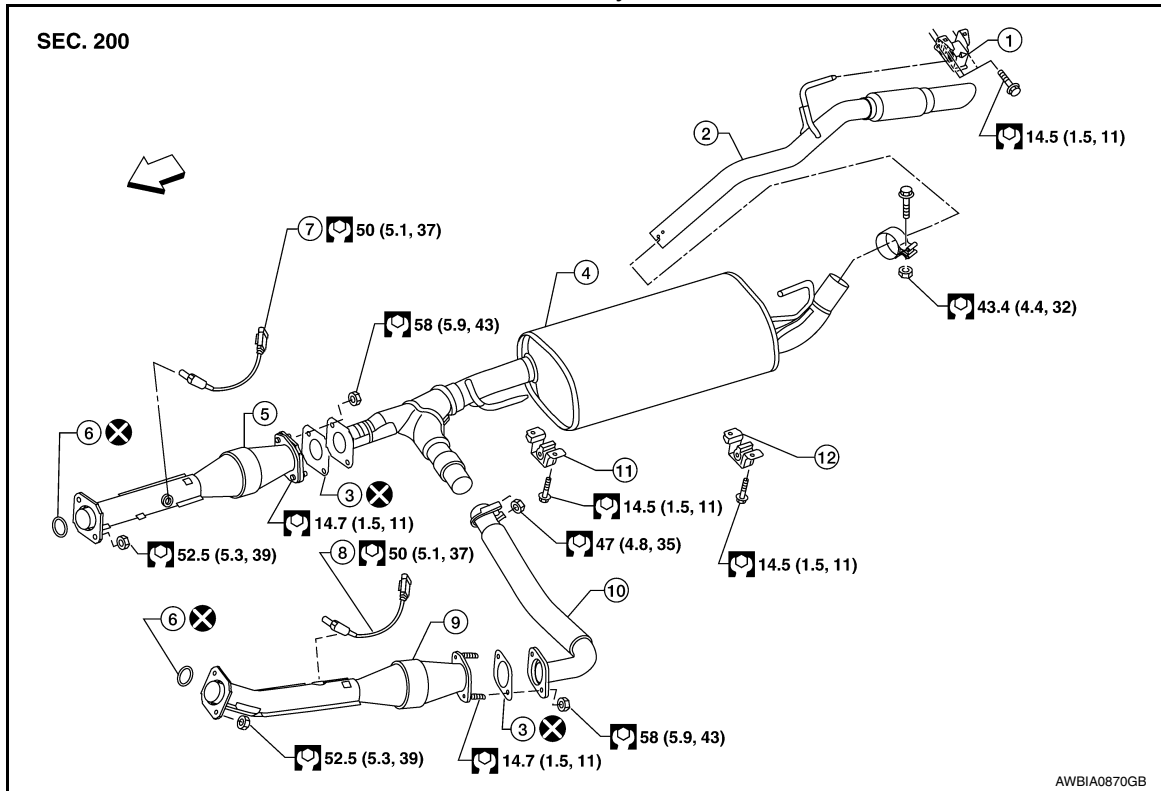 SEC. 200
1
14.5 (1.5, 11)
2
7 50 (5.1, 37)
4
43.4 (4.4, 32)
58 (5.9, 43)
5
6
12
11
3
14.5 (1.5, 11)
14.7 (1.5, 11)
47 (4.8, 35)
52.5 (5.3, 39)
8 50 (5.1, 37)
14.5 (1.5, 11)
10
6
9
3
58 (5.9, 43)
52.5 (5.3, 39)
14.7 (1.5, 11)
AWBIA0870GB